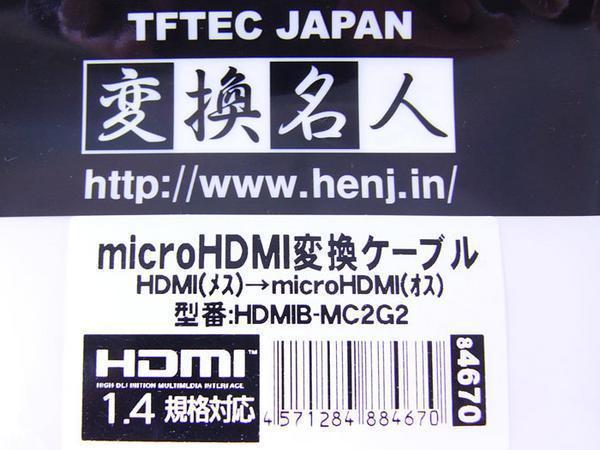 TFTEC JAPAN
変換名人
http://www.henj.in/
microHDMI変換ケーブル
HDMI(メス)→microHDMI(オス)
型番:HDMIB-MC2G2
HDMI™
HIGH-DEFINITION MULTIMEDIA INTERFACE
1.4 規格対応
4 571284 884670
84670